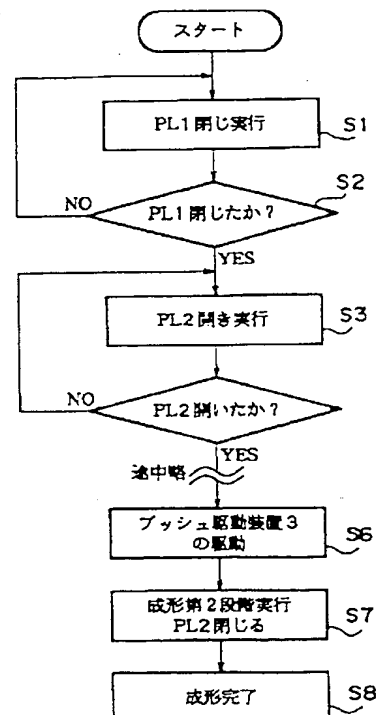 スタート
PL1閉じ実行
S1
PL1閉じたか？
S2
NO
YES
PL2開き実行
S3
PL2開いたか？
NO
YES
途中略
ブッシュ駆動装置3
の駆動
S6
成形第2段階実行
PL2閉じる
S7
成形完了
S8